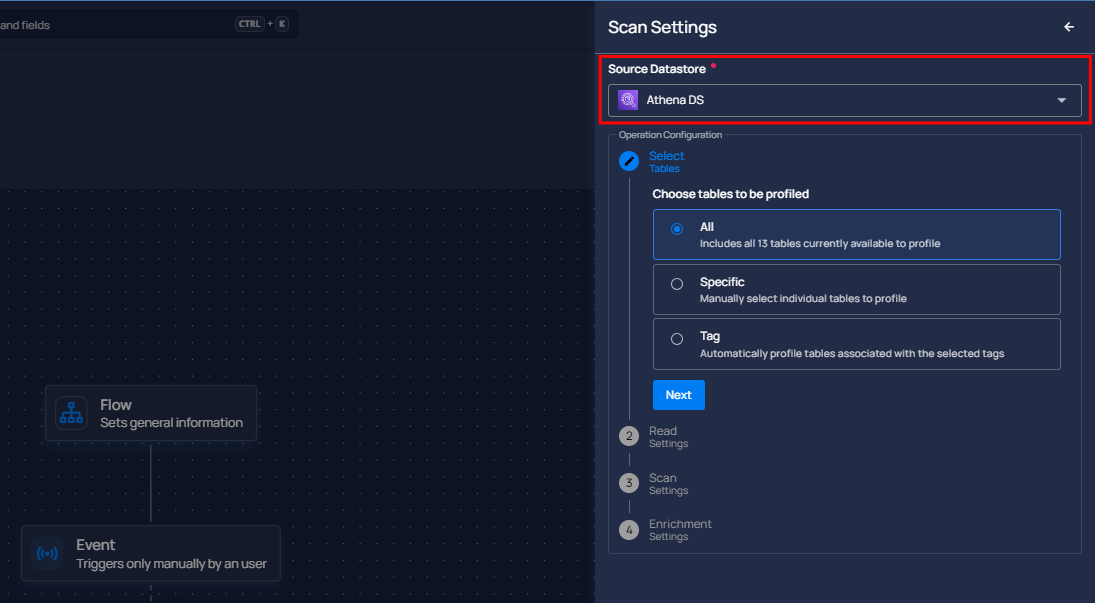 and fields
CTRL + K
Scan Settings
Source Datastore
Athena DS
Operation Configuration
Select
Tables
Choose tables to be profiled
All
Includes all 13 tables currently available to profile
Specific
Manually select individual tables to profile
Tag
Automatically profile tables associated with the selected tags
Next
2 Read
Settings
3 Scan
Settings
4 Enrichment
Settings
Flow
Sets general information
Event
Triggers only manually by an user